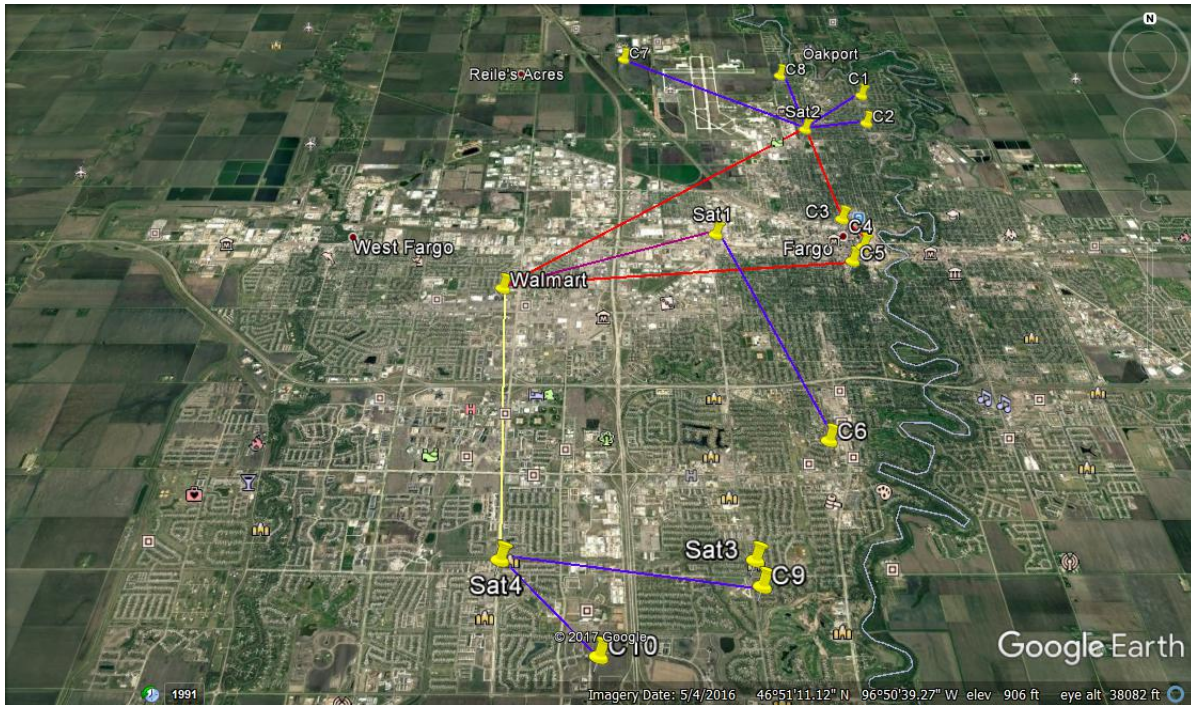 N
C7
Oakport
C8
Reile's Acres
C1
Sat2
C2
Sat1
C3
C4
West Fargo
Fargo
C5
Walmart
C6
Sat3
Sat4
C9
© 2017 Google
C10
Google Earth
1991
Imagery Date: 5/4/2016 46°51'11.12" N 96°50'39.27" W elev 906 ft eye alt 38082 ft